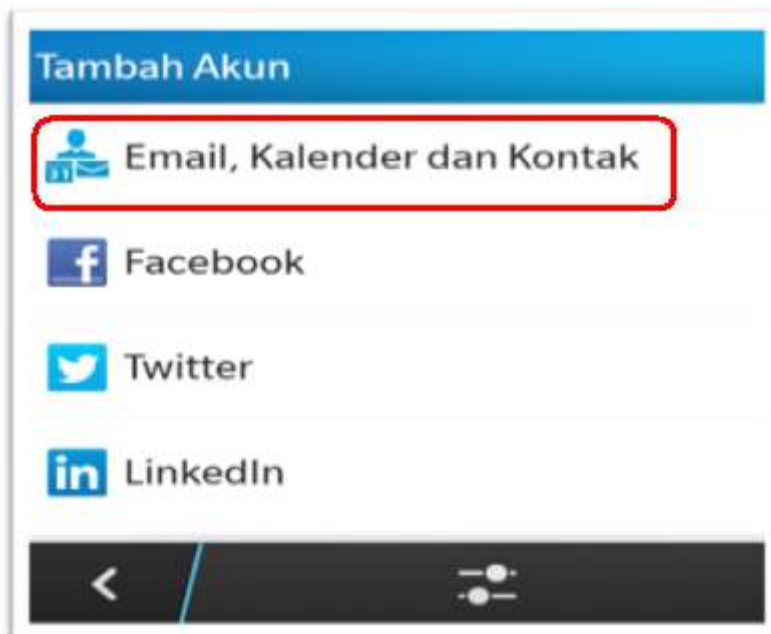 Tambah Akun
Email, Kalender dan Kontak
Facebook
Twitter
LinkedIn